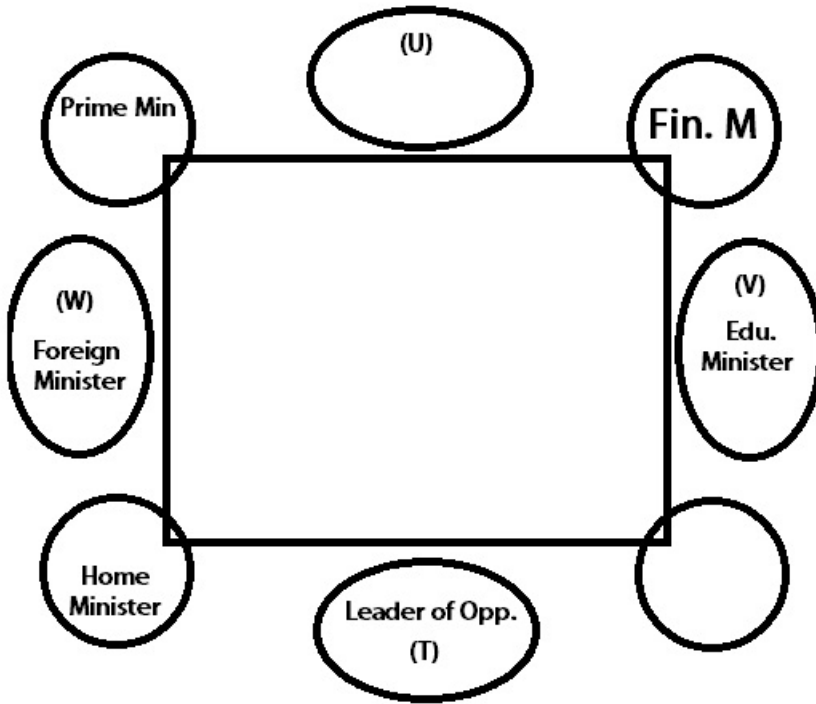 (U)
Prime Min
Fin. M
(W)
Foreign
Minister
(V)
Edu.
Minister
Home
Minister
Leader of Opp.
(T)